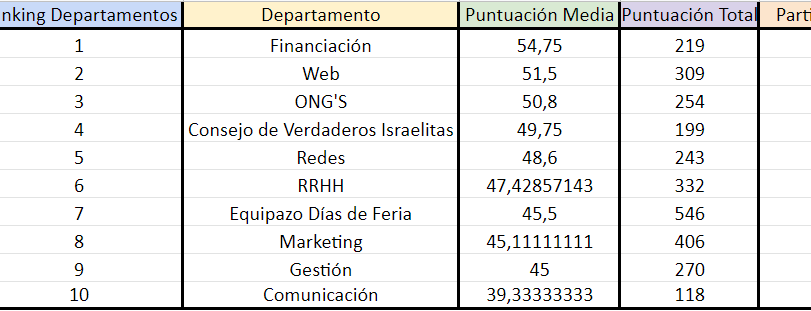 nking Departamentos Departamento Puntuación Media Puntuación Total Parti
1 Financiación 54,75 219
2 Web 51,5 309
3 ONG'S 50,8 254
4 Consejo de Verdaderos Israelitas 49,75 199
5 Redes 48,6 243
6 RRHH 47,42857143 332
7 Equipazo Días de Feria 45,5 546
8 Marketing 45,11111111 406
9 Gestión 45 270
10 Comunicación 39,33333333 118